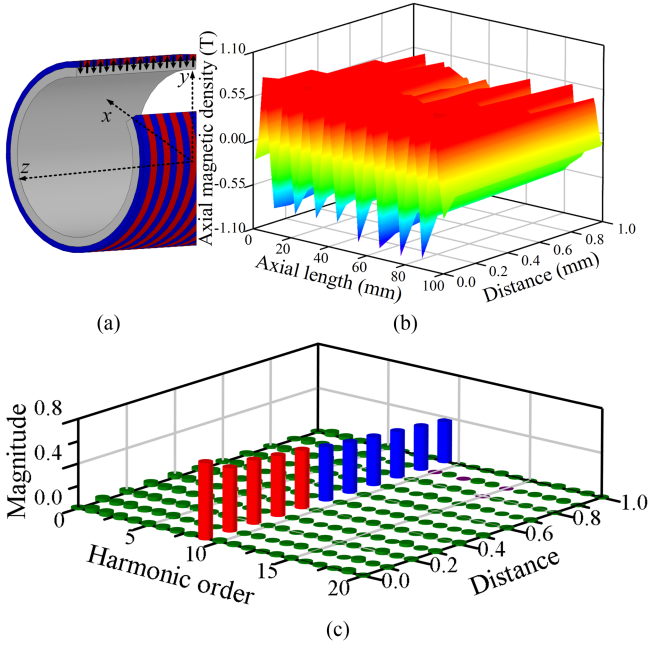 y
x
z
(a)
Axial magnetic density (T)
1.10
0.55
0.00
-0.55
-1.10
0
20
40
60
80
100
Axial length (mm)
0.0
0.2
0.4
0.6
0.8
1.0
Distance (mm)
(b)
Magnitude
0.8
0.4
0.0
0
5
10
15
20
Harmonic order
0.0
0.2
0.4
0.6
0.8
1.0
Distance
(c)